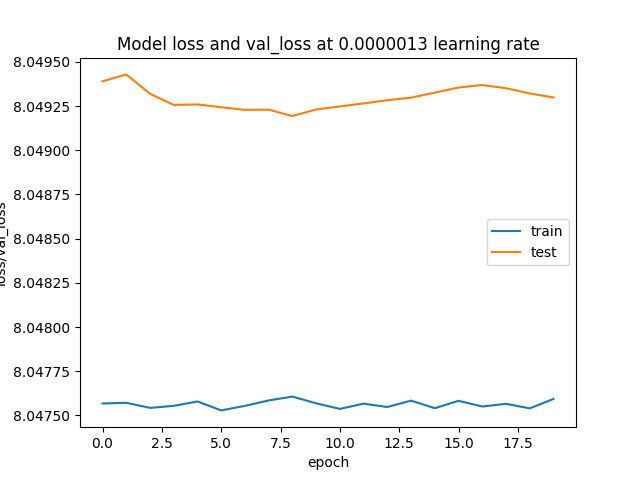 Model loss and val_loss at 0.0000013 learning rate
8.04950
8.04925
8.04900
8.04875
8.04850
8.04825
8.04800
8.04775
8.04750
loss/val_loss
train
test
0.0 2.5 5.0 7.5 10.0 12.5 15.0 17.5
epoch